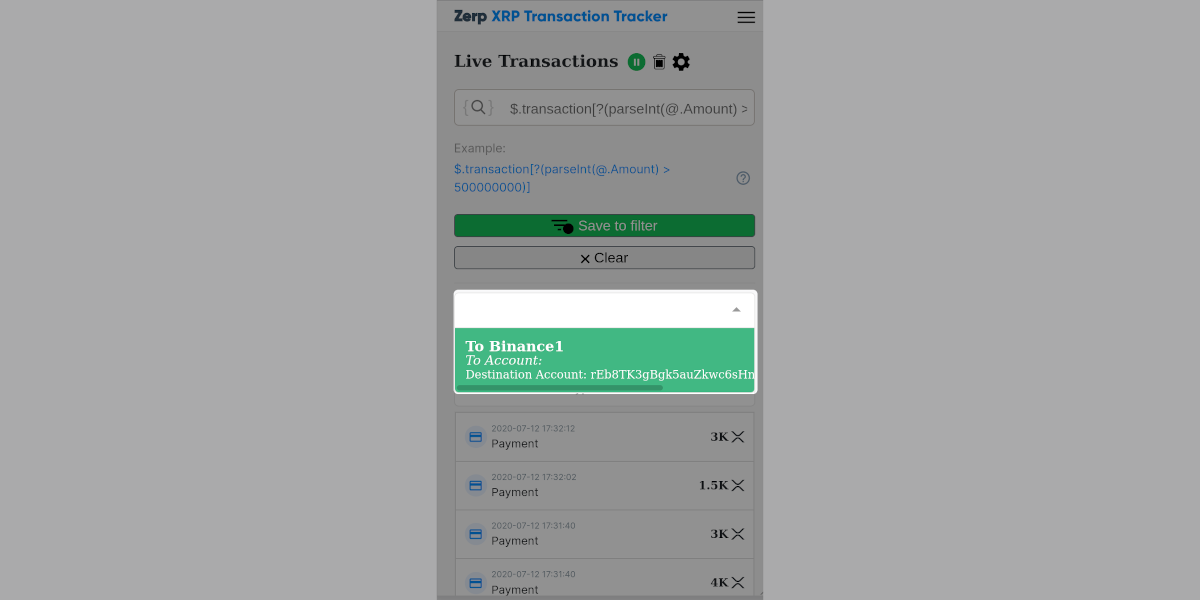 Zerp XRP Transaction Tracker
Live Transactions
$.transaction[?(parseInt(@.Amount) >
Example:
$.transaction[?(parseInt(@.Amount) >
500000000)]
Save to filter
Clear
To Binance1
To Account:
Destination Account: rEb8TK3gBgk5auZkwc6sHn
2020-07-12 17:32:12
Payment
3K
2020-07-12 17:32:02
Payment
1.5K
2020-07-12 17:31:40
Payment
3K
2020-07-12 17:31:40
Payment
4K